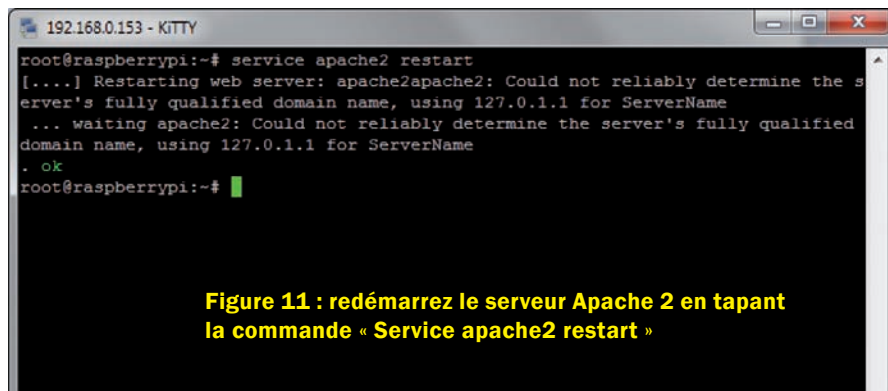 192.168.0.153 - KiTTY
root@raspberrypi:~# service apache2 restart
[....] Restarting web server: apache2apache2: Could not reliably determine the s
erver's fully qualified domain name, using 127.0.1.1 for ServerName
 ... waiting apache2: Could not reliably determine the server's fully qualified
domain name, using 127.0.1.1 for ServerName
. ok
root@raspberrypi:~#
Figure 11 : redémarrez le serveur Apache 2 en tapant
la commande « Service apache2 restart »